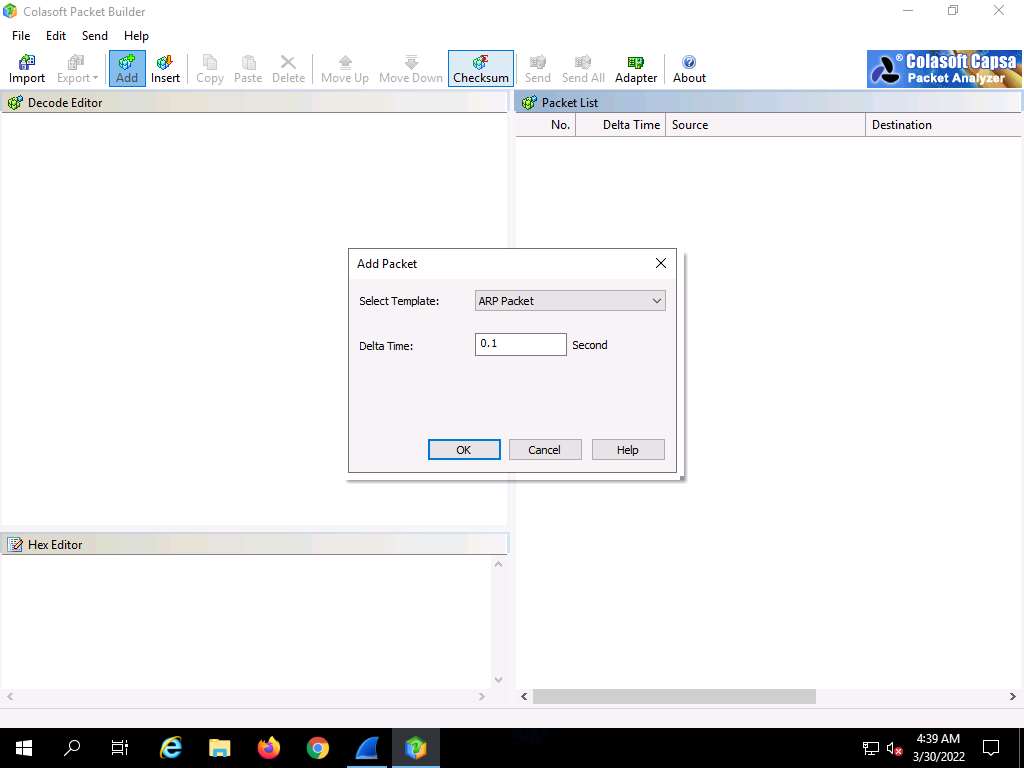 Colasoft Packet Builder
File Edit Send Help
Import Export Add Insert Copy Paste Delete Move Up Move Down Checksum Send Send All Adapter About
® Colasoft Capsa
Packet Analyzer
Decode Editor
Packet List
No. Delta Time Source Destination
Add Packet
Select Template: ARP Packet
Delta Time: 0.1 Second
OK Cancel Help
Hex Editor
4:39 AM
3/30/2022